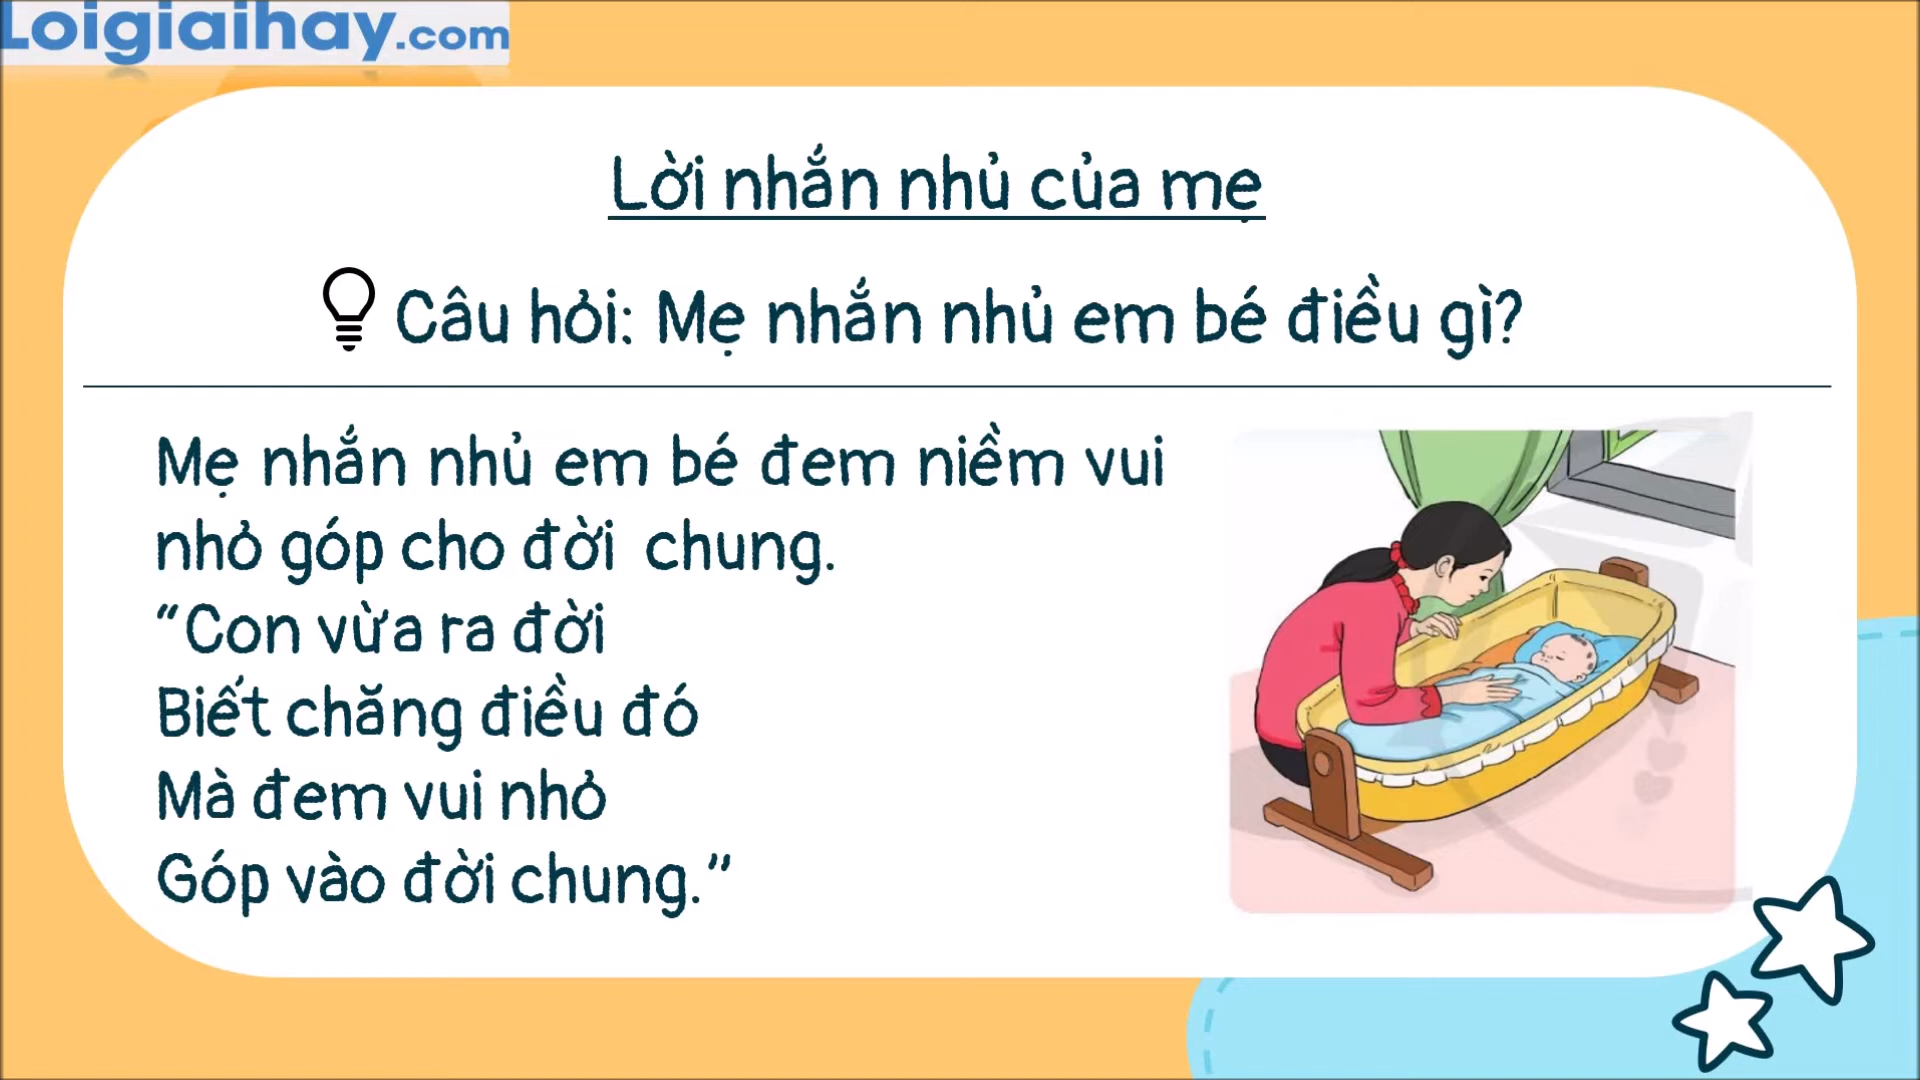 Loigiaihay.com
Lời nhắn nhủ của mẹ
Câu hỏi: Mẹ nhắn nhủ em bé điều gì?
Mẹ nhắn nhủ em bé đem niềm vui
nhỏ góp cho đời chung.
“Con vừa ra đời
Biết chăng điều đó
Mà đem vui nhỏ
Góp vào đời chung.”